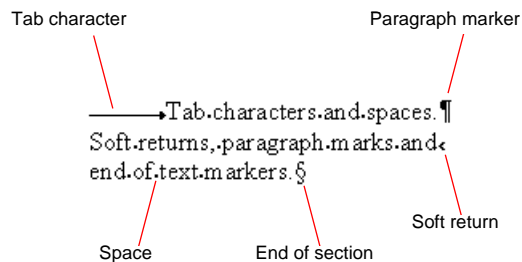 Tab character
Paragraph marker
Tab characters and spaces.¶
Soft returns, paragraph marks and
end of text markers.§
Soft return
Space
End of section